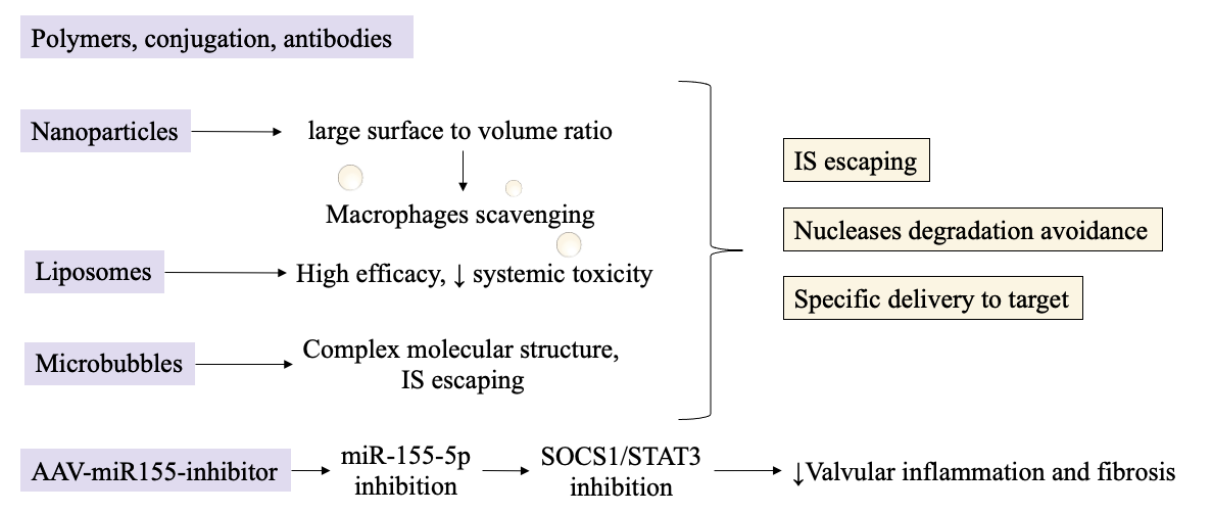 Polymers, conjugation, antibodies
Nanoparticles
large surface to volume ratio
Macrophages scavenging
Liposomes
High efficacy, ↓ systemic toxicity
Microbubbles
Complex molecular structure,
IS escaping
IS escaping
Nucleases degradation avoidance
Specific delivery to target
AAV-miR155-inhibitor
miR-155-5p
inhibition
SOCS1/STAT3
inhibition
↓Valvular inflammation and fibrosis